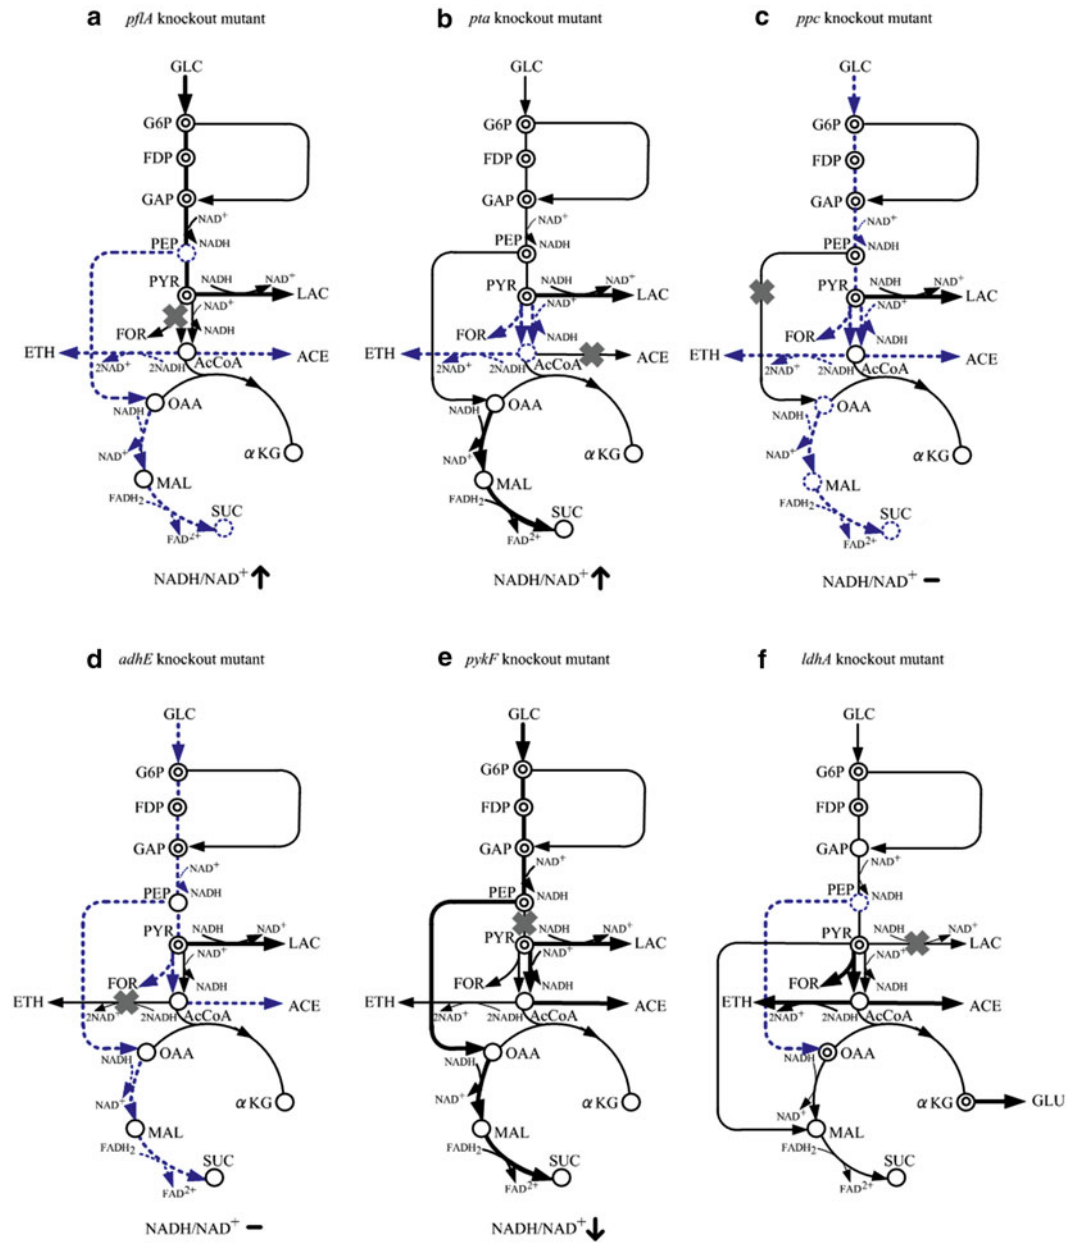 a pflA knockout mutant
GLC
G6P
FDP
GAP
NAD+
PEP
NADH
PYR
NADH
NAD+
LAC
NAD+
FOR
NADH
ETH
2NAD+
2NADH
AcCoA
ACE
OAA
NADH
NAD+
αKG
MAL
FADH2
SUC
FAD2+
NADH/NAD+
b pta knockout mutant
GLC
G6P
FDP
GAP
NAD+
PEP
NADH
PYR
NADH
NAD+
LAC
NAD+
FOR
NADH
ETH
2NAD+
2NADH
AcCoA
ACE
OAA
NADH
NAD+
αKG
MAL
FADH2
SUC
FAD2+
NADH/NAD+
c ppc knockout mutant
GLC
G6P
FDP
GAP
NAD+
PEP
NADH
PYR
NADH
NAD+
LAC
NAD+
FOR
NADH
ETH
2NAD+
2NADH
AcCoA
ACE
OAA
NADH
NAD+
αKG
MAL
FADH2
SUC
FAD2+
NADH/NAD+ –
d adhE knockout mutant
GLC
G6P
FDP
GAP
NAD+
PEP
NADH
PYR
NADH
NAD+
LAC
NAD+
FOR
NADH
ETH
2NAD+
2NADH
AcCoA
ACE
OAA
NADH
NAD+
αKG
MAL
FADH2
SUC
FAD2+
NADH/NAD+ –
e pykF knockout mutant
GLC
G6P
FDP
GAP
NAD+
PEP
NADH
PYR
NADH
NAD+
LAC
NAD+
FOR
NADH
ETH
2NAD+
2NADH
AcCoA
ACE
OAA
NADH
NAD+
αKG
MAL
FADH2
SUC
FAD2+
NADH/NAD+
f ldhA knockout mutant
GLC
G6P
FDP
GAP
NAD+
PEP
NADH
PYR
NADH
NAD+
LAC
NAD+
FOR
NADH
ETH
2NAD+
2NADH
AcCoA
ACE
OAA
NADH
NAD+
αKG
GLU
MAL
FADH2
SUC
FAD2+